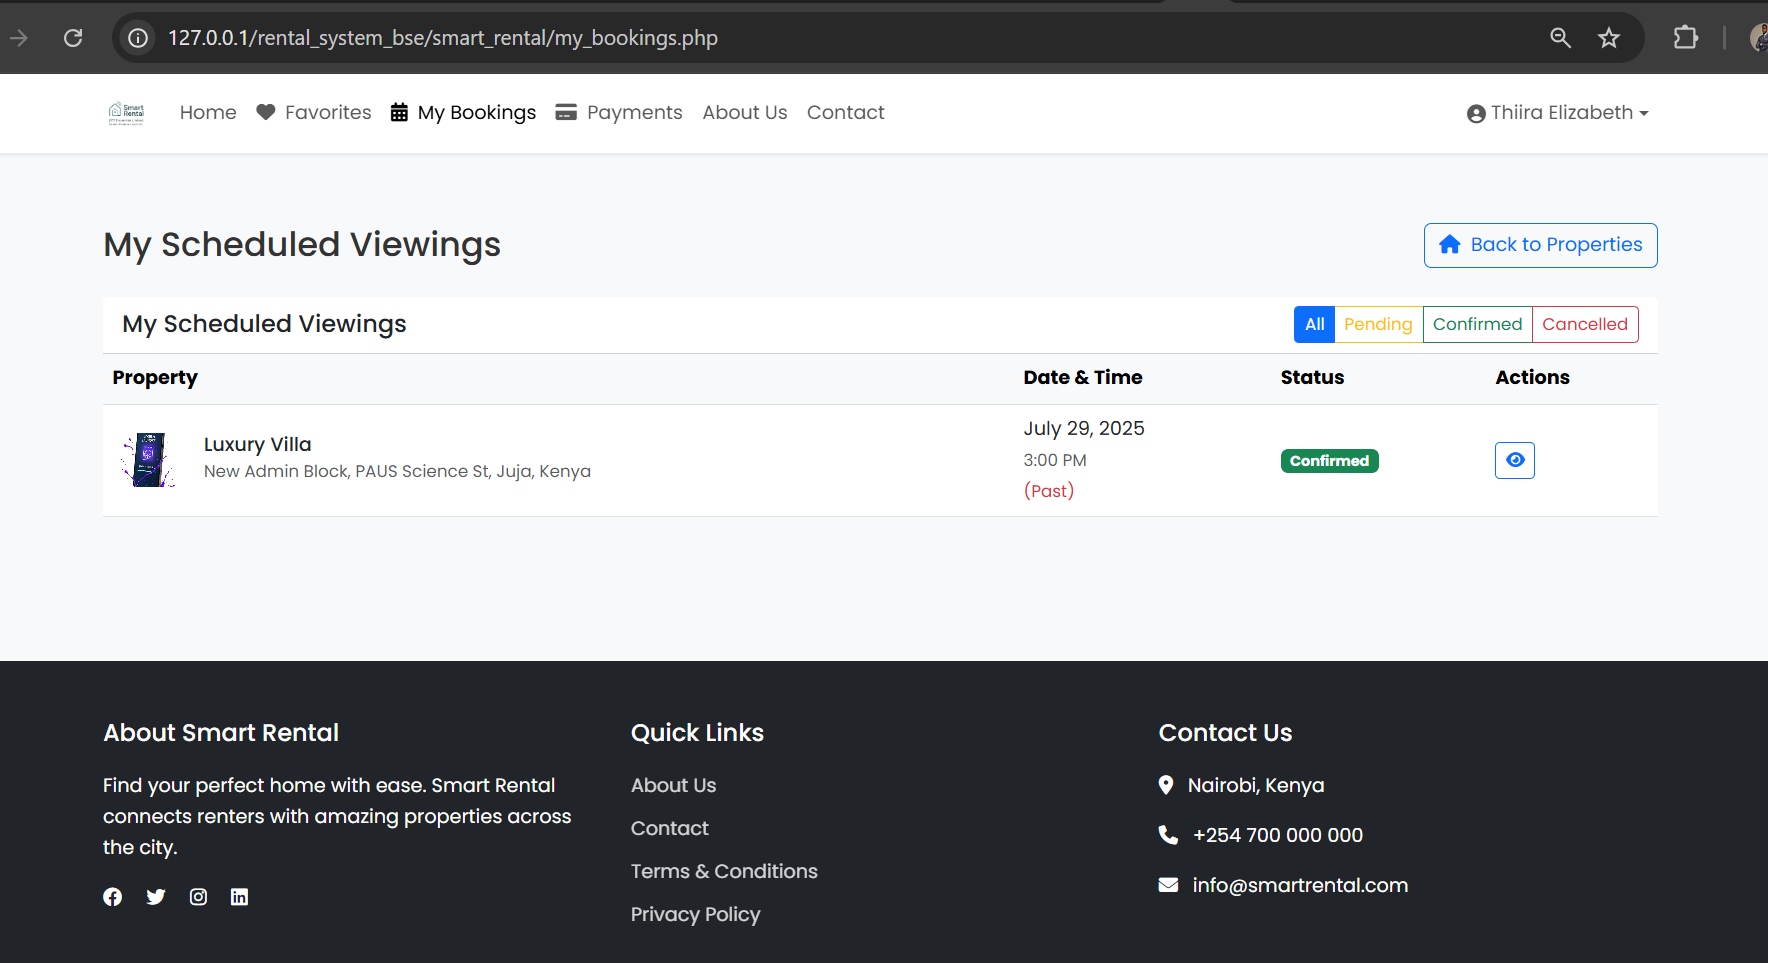 127.0.0.1/rental_system_bse/smart_rental/my_bookings.php
Smart
Rental
Home
Favorites
My Bookings
Payments
About Us
Contact
Thiira Elizabeth
My Scheduled Viewings
Back to Properties
My Scheduled Viewings
All
Pending
Confirmed
Cancelled
Property
Date & Time
Status
Actions
Luxury Villa
New Admin Block, PAUS Science St, Juja, Kenya
July 29, 2025
3:00 PM
(Past)
Confirmed
About Smart Rental
Find your perfect home with ease. Smart Rental
connects renters with amazing properties across
the city.
Quick Links
About Us
Contact
Terms & Conditions
Privacy Policy
Contact Us
Nairobi, Kenya
+254 700 000 000
info@smartrental.com